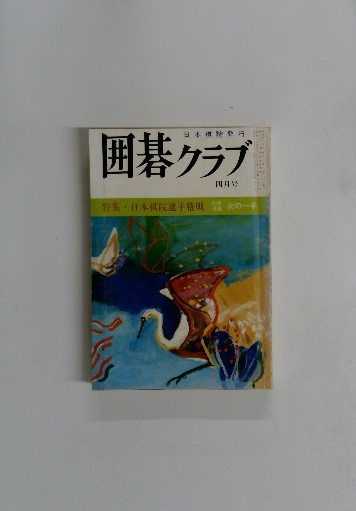 日本棋院発行
囲碁クラブ
四月号
特集・日本棋院選手権戦 次の一手